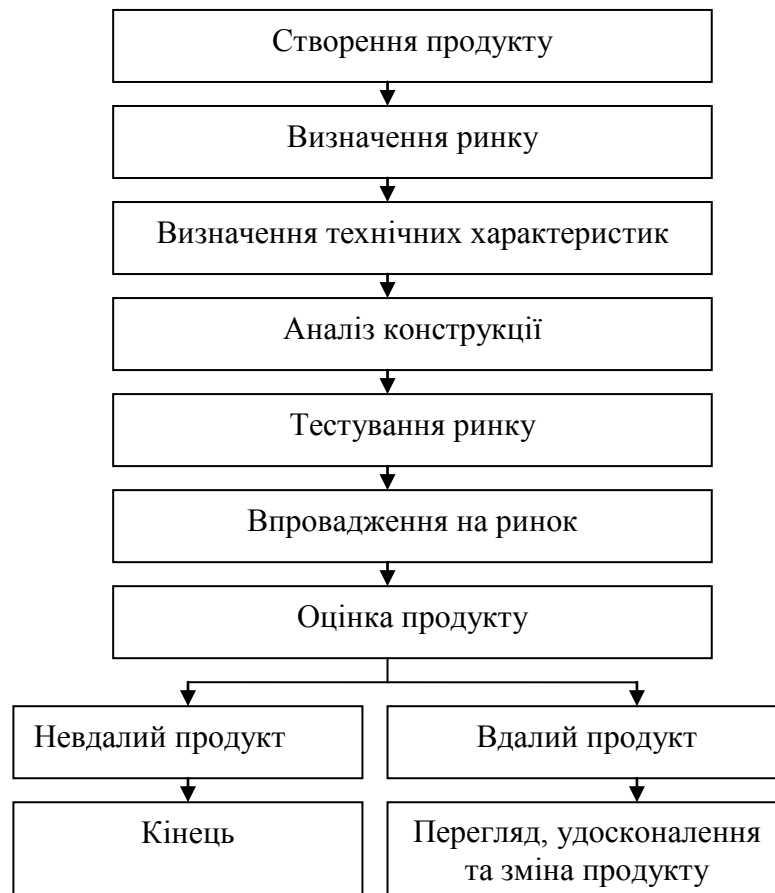 Створення продукту
Визначення ринку
Визначення технічних характеристик
Аналіз конструкції
Тестування ринку
Впровадження на ринок
Оцінка продукту
Невдалий продукт
Вдалий продукт
Кінець
Перегляд, удосконалення
та зміна продукту